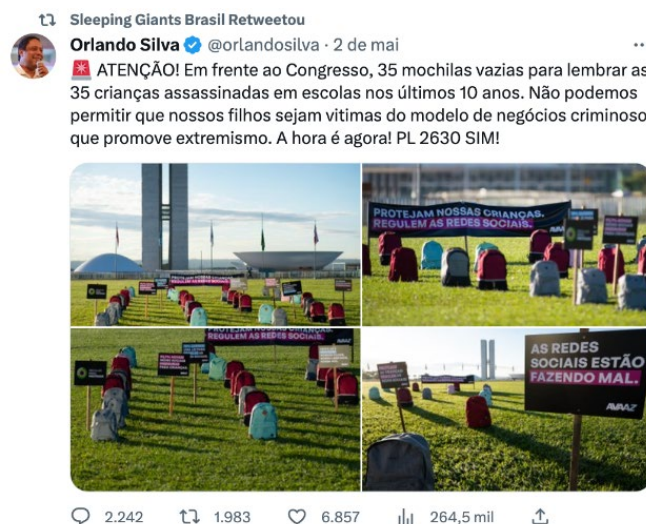 Sleeping Giants Brasil Retweetou
Orlando Silva @orlandosilva · 2 de mai
ATENÇÃO! Em frente ao Congresso, 35 mochilas vazias para lembrar as
35 crianças assassinadas em escolas nos últimos 10 anos. Não podemos
permitir que nossos filhos sejam vitimas do modelo de negócios criminoso
que promove extremismo. A hora é agora! PL 2630 SIM!
PROTEJAM NOSSAS CRIANÇAS.
REGULEM AS REDES SOCIAIS.
AVAAZ
REGULEM AS REDES SOCIAIS.
AS REDES
SOCIAIS ESTÃO
FAZENDO MAL.
AVAAZ
2.242 1.983 6.857 264,5 mil